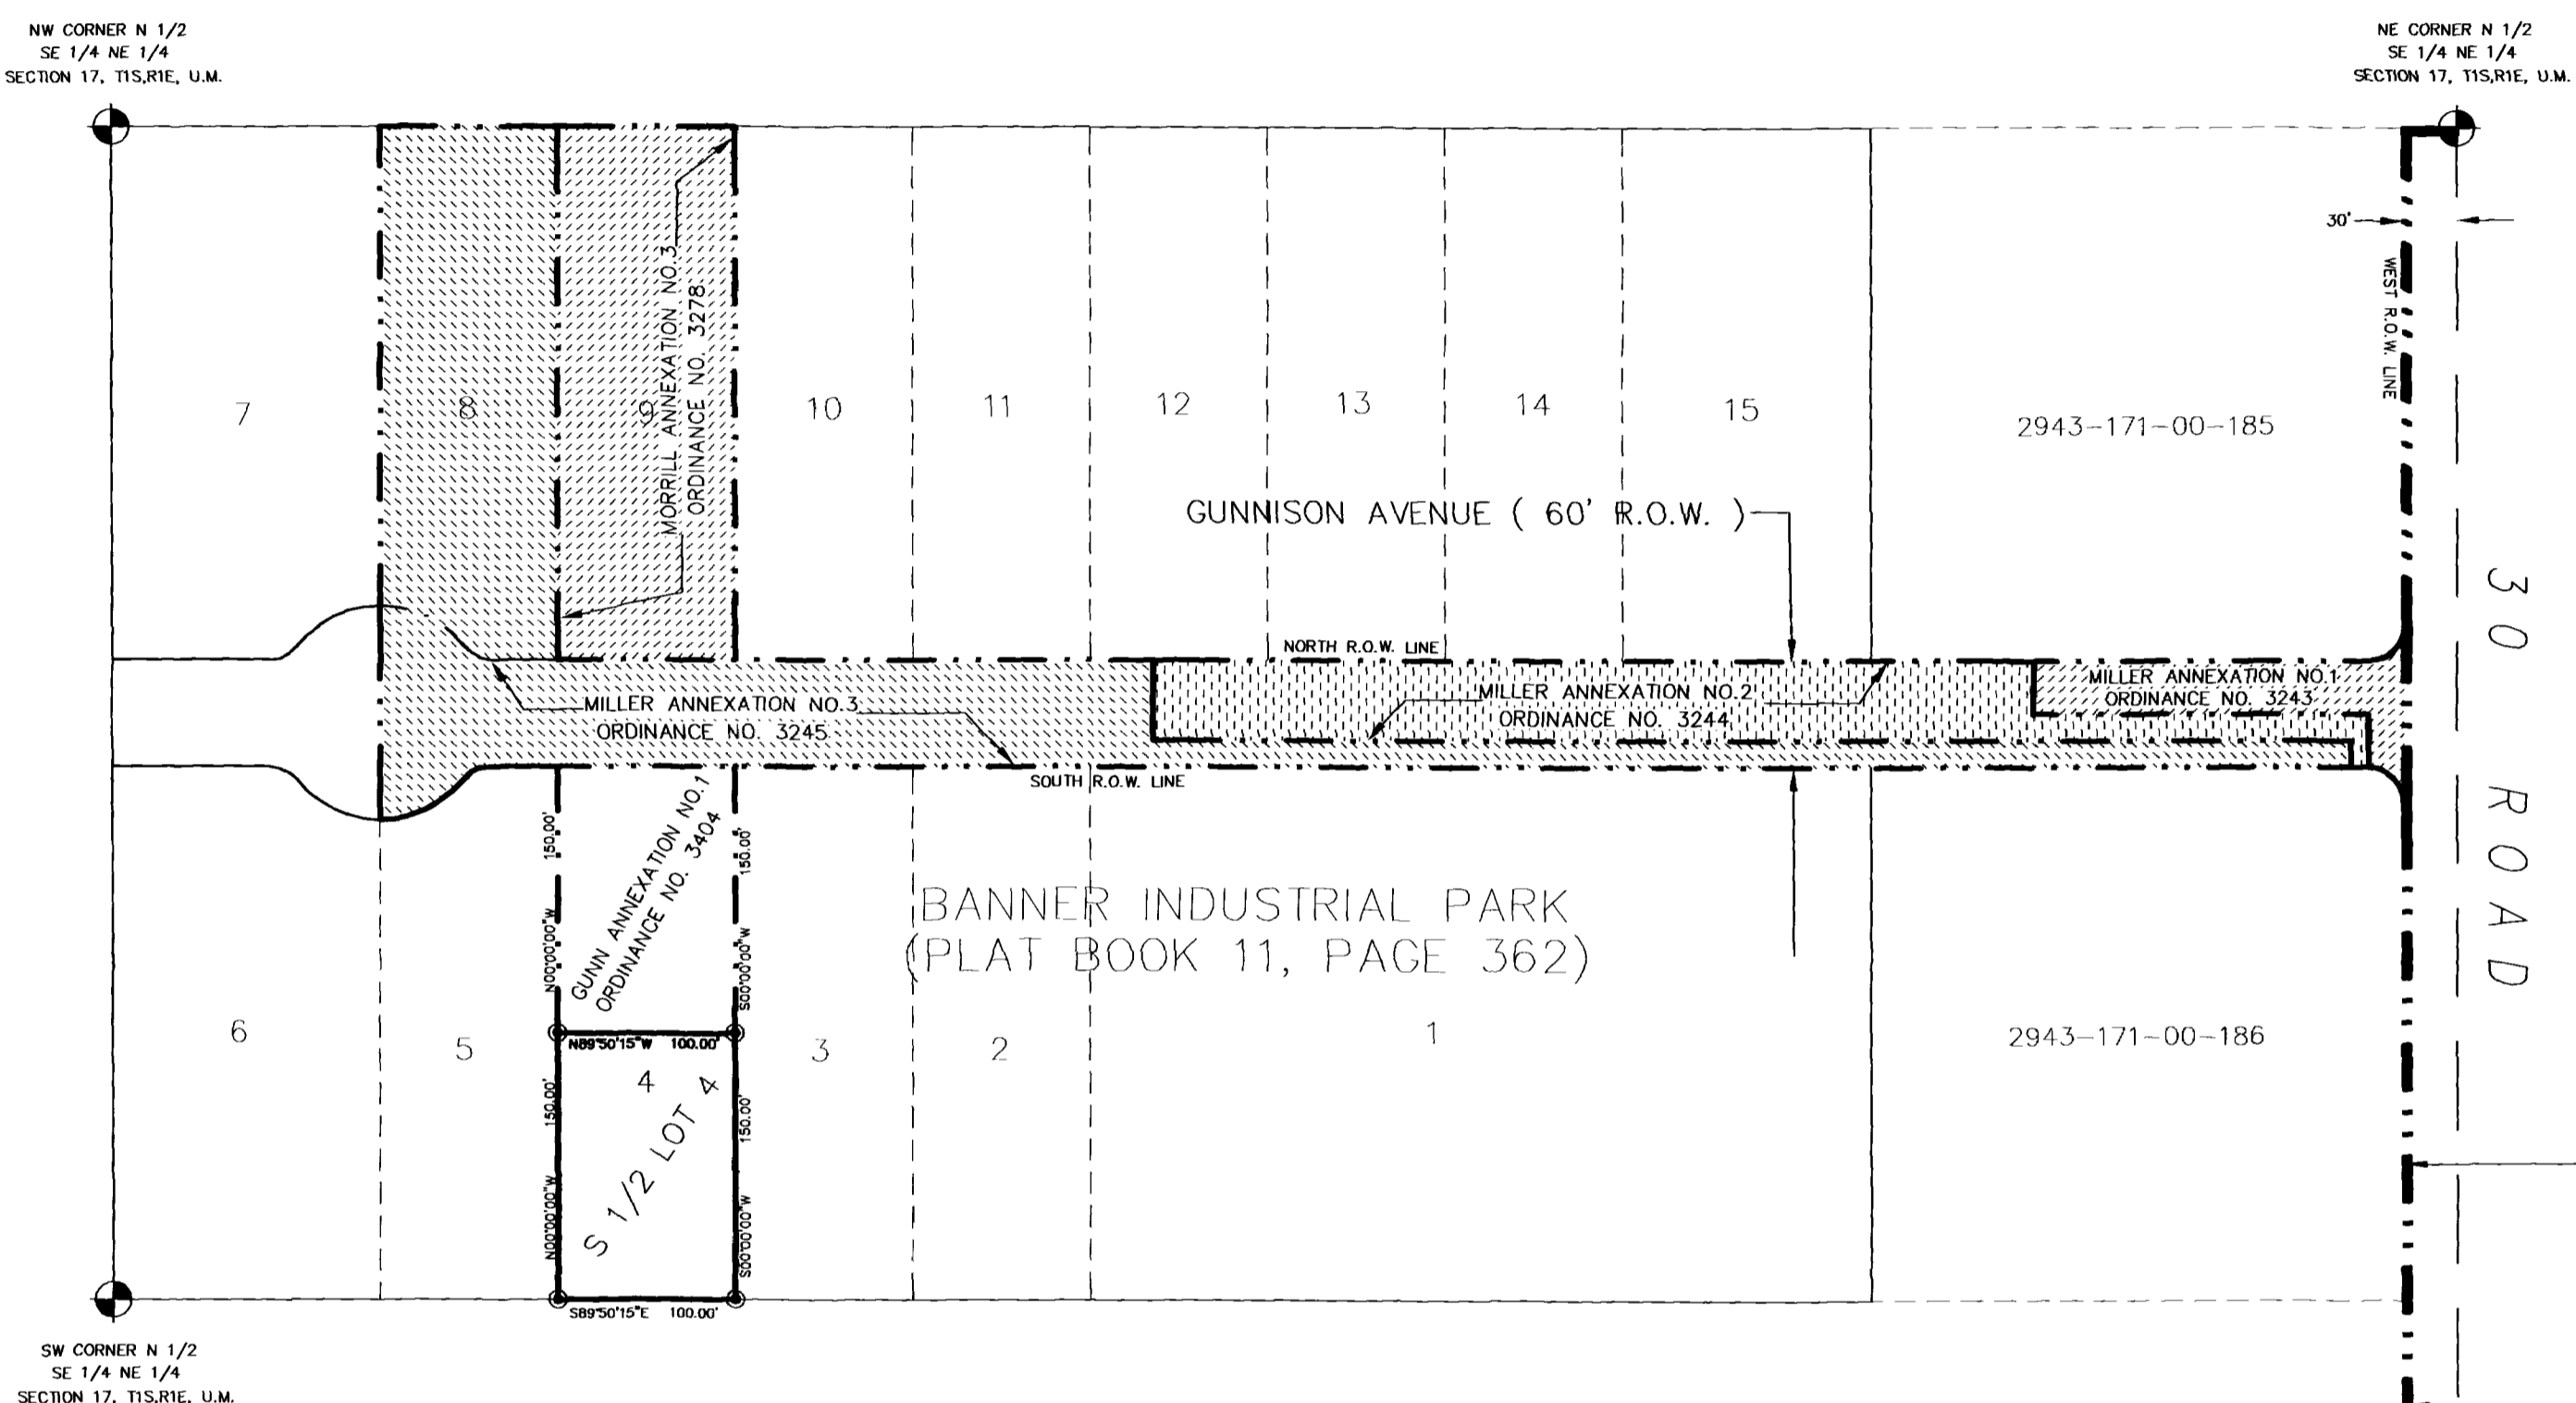 NW CORNER N 1/2
SE 1/4 NE 1/4
SECTION 17, T1S,R1E, U.M.
NE CORNER N 1/2
SE 1/4 NE 1/4
SECTION 17, T1S,R1E, U.M.
30'
WEST R.O.W. LINE
MORRILL ANNEXATION NO.3
ORDINANCE NO. 3278
7
8
9
10
11
12
13
14
15
2943-171-00-185
GUNNISON AVENUE ( 60' R.O.W. )
30 ROAD
NORTH R.O.W. LINE
MILLER ANNEXATION NO.3
ORDINANCE NO. 3245
MILLER ANNEXATION NO.2
ORDINANCE NO. 3244
MILLER ANNEXATION NO.1
ORDINANCE NO. 3243
SOUTH R.O.W. LINE
GUNN ANNEXATION NO.1
ORDINANCE NO. 3404
N00°00'00"W 150.00'
S00°00'00"W 150.00'
BANNER INDUSTRIAL PARK
(PLAT BOOK 11, PAGE 362)
6
5
N89°50'15"W 100.00'
4
3
2
1
2943-171-00-186
S 1/2 LOT 4
N00°00'00"W 150.00'
S00°00'00"W 150.00'
S89°50'15"E 100.00'
SW CORNER N 1/2
SE 1/4 NE 1/4
SECTION 17, T1S,R1E, U.M.